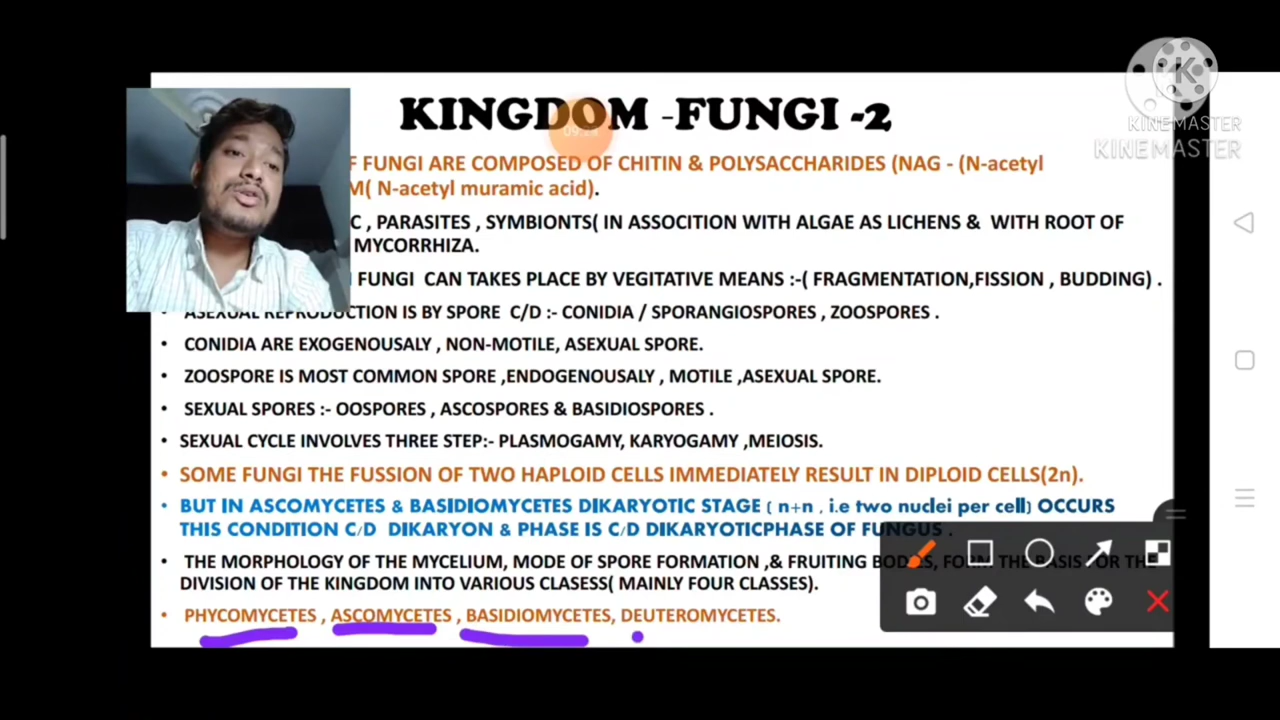 KINGDOM -FUNGI -2
F FUNGI ARE COMPOSED OF CHITIN & POLYSACCHARIDES (NAG - (N-acetyl
M( N-acetyl muramic acid).
C , PARASITES , SYMBIONTS( IN ASSOCITION WITH ALGAE AS LICHENS & WITH ROOT OF
MYCORRHIZA.
FUNGI CAN TAKES PLACE BY VEGITATIVE MEANS :-( FRAGMENTATION,FISSION , BUDDING) .
• ASEXUAL REPRODUCTION IS BY SPORE C/D :- CONIDIA / SPORANGIOSPORES , ZOOSPORES .
• CONIDIA ARE EXOGENOUSALY , NON-MOTILE, ASEXUAL SPORE.
• ZOOSPORE IS MOST COMMON SPORE ,ENDOGENOUSALY , MOTILE ,ASEXUAL SPORE.
• SEXUAL SPORES :- OOSPORES , ASCOSPORES & BASIDIOSPORES .
• SEXUAL CYCLE INVOLVES THREE STEP:- PLASMOGAMY, KARYOGAMY ,MEIOSIS.
• SOME FUNGI THE FUSSION OF TWO HAPLOID CELLS IMMEDIATELY RESULT IN DIPLOID CELLS(2n).
• BUT IN ASCOMYCETES & BASIDIOMYCETES DIKARYOTIC STAGE ( n+n , i.e two nuclei per cell) OCCURS
THIS CONDITION C/D DIKARYON & PHASE IS C/D DIKARYOTICPHASE OF FUNGUS .
• THE MORPHOLOGY OF THE MYCELIUM, MODE OF SPORE FORMATION ,& FRUITING BODIES, FORM THE BASIS FOR THE
DIVISION OF THE KINGDOM INTO VARIOUS CLASESS( MAINLY FOUR CLASSES).
• PHYCOMYCETES , ASCOMYCETES , BASIDIOMYCETES, DEUTEROMYCETES.
K
KINEMASTER
KINEMASTER